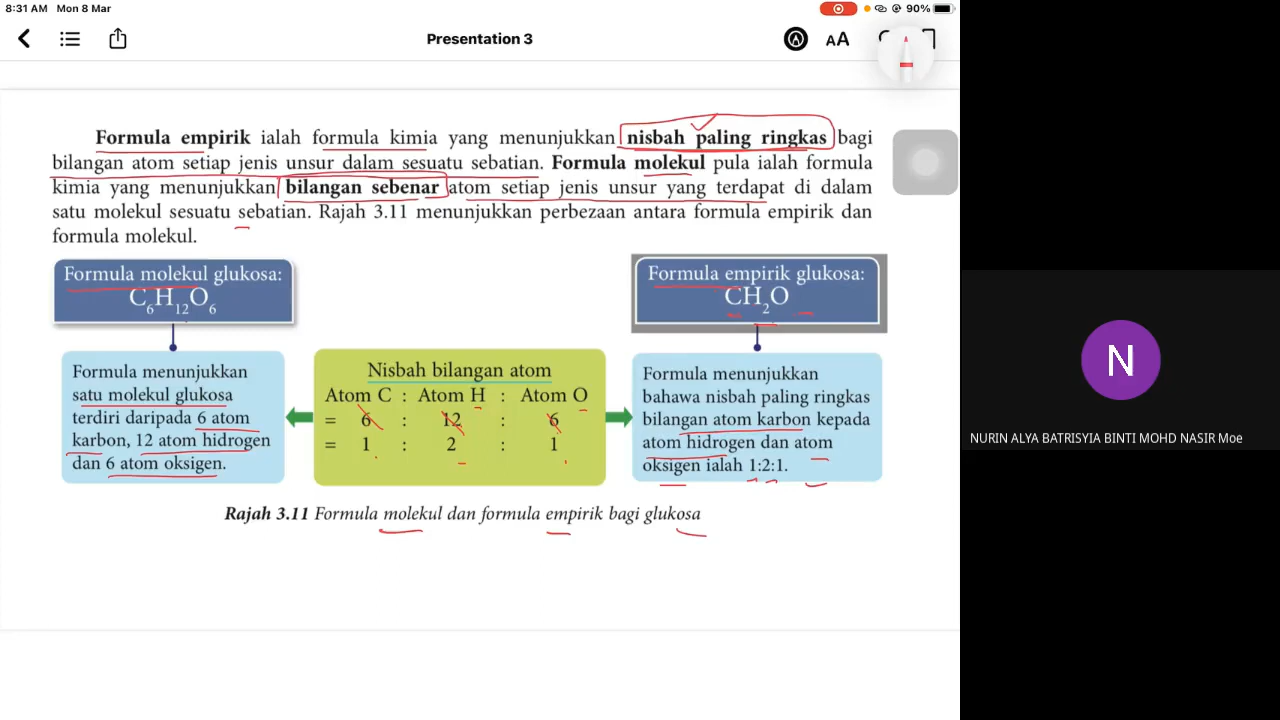 8:31 AM Mon 8 Mar
90%
Presentation 3
AA
Formula empirik ialah formula kimia yang menunjukkan nisbah paling ringkas bagi
bilangan atom setiap jenis unsur dalam sesuatu sebatian. Formula molekul pula ialah formula
kimia yang menunjukkan bilangan sebenar atom setiap jenis unsur yang terdapat di dalam
satu molekul sesuatu sebatian. Rajah 3.11 menunjukkan perbezaan antara formula empirik dan
formula molekul.
Formula molekul glukosa:
C₆H₁₂O₆
Formula menunjukkan
satu molekul glukosa
terdiri daripada 6 atom
karbon, 12 atom hidrogen
dan 6 atom oksigen.
Nisbah bilangan atom
Atom C : Atom H : Atom O
= 6 : 12 : 6
= 1 : 2 : 1
Formula empirik glukosa:
CH₂O
Formula menunjukkan
bahawa nisbah paling ringkas
bilangan atom karbon kepada
atom hidrogen dan atom
oksigen ialah 1:2:1.
Rajah 3.11 Formula molekul dan formula empirik bagi glukosa
N
NURIN ALYA BATRISYIA BINTI MOHD NASIR Moe